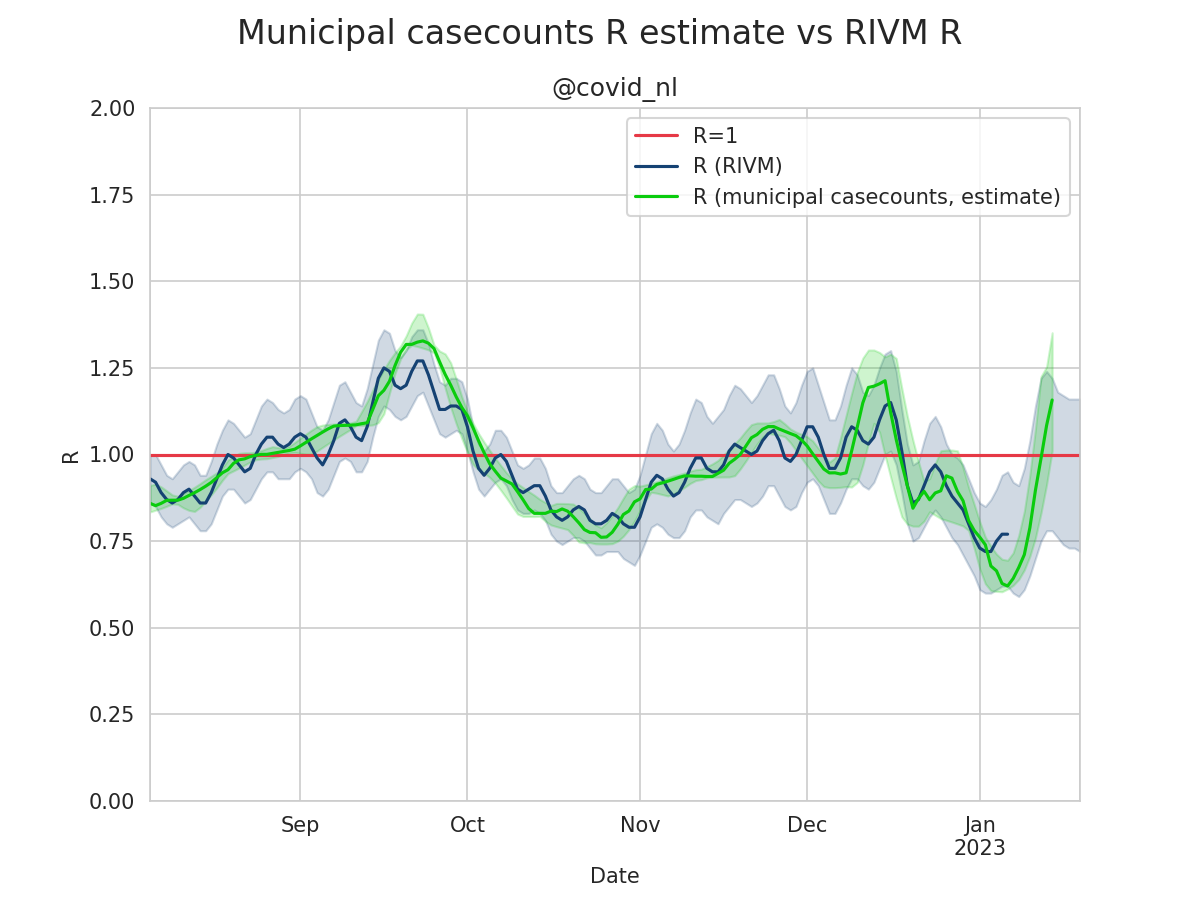 Municipal casecounts R estimate vs RIVM R
@covid_nl
R=1
R (RIVM)
R (municipal casecounts, estimate)
2.00
1.75
1.50
1.25
1.00
0.75
0.50
0.25
0.00
R
Sep
Oct
Nov
Dec
Jan
2023
Date